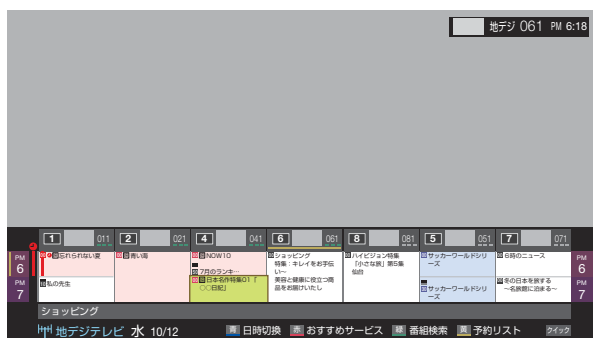 地デジ 061 PM 6:18
1 011 2 021 4 041 6 061 8 081 5 051 7 071
PM
6
PM
7
忘れられない夏
私の先生
青い海
NOW10
7月のランキ…
日本名作特集01『
○○日記』
ショッピング
特集:キレイをお手伝
い~
美容と健康に役立つ商
品をお届けいたし
ハイビジョン特集
「小さな旅」第5集
仙台
サッカーワールドシリ
ーズ
サッカーワールドシリ
ーズ
6時のニュース
冬の日本を旅する
~名旅館に泊まる~
PM
6
PM
7
ショッピング
地デジテレビ 水 10/12 青 日時切換 赤 おすすめサービス 緑 番組検索 黄 予約リスト クイック